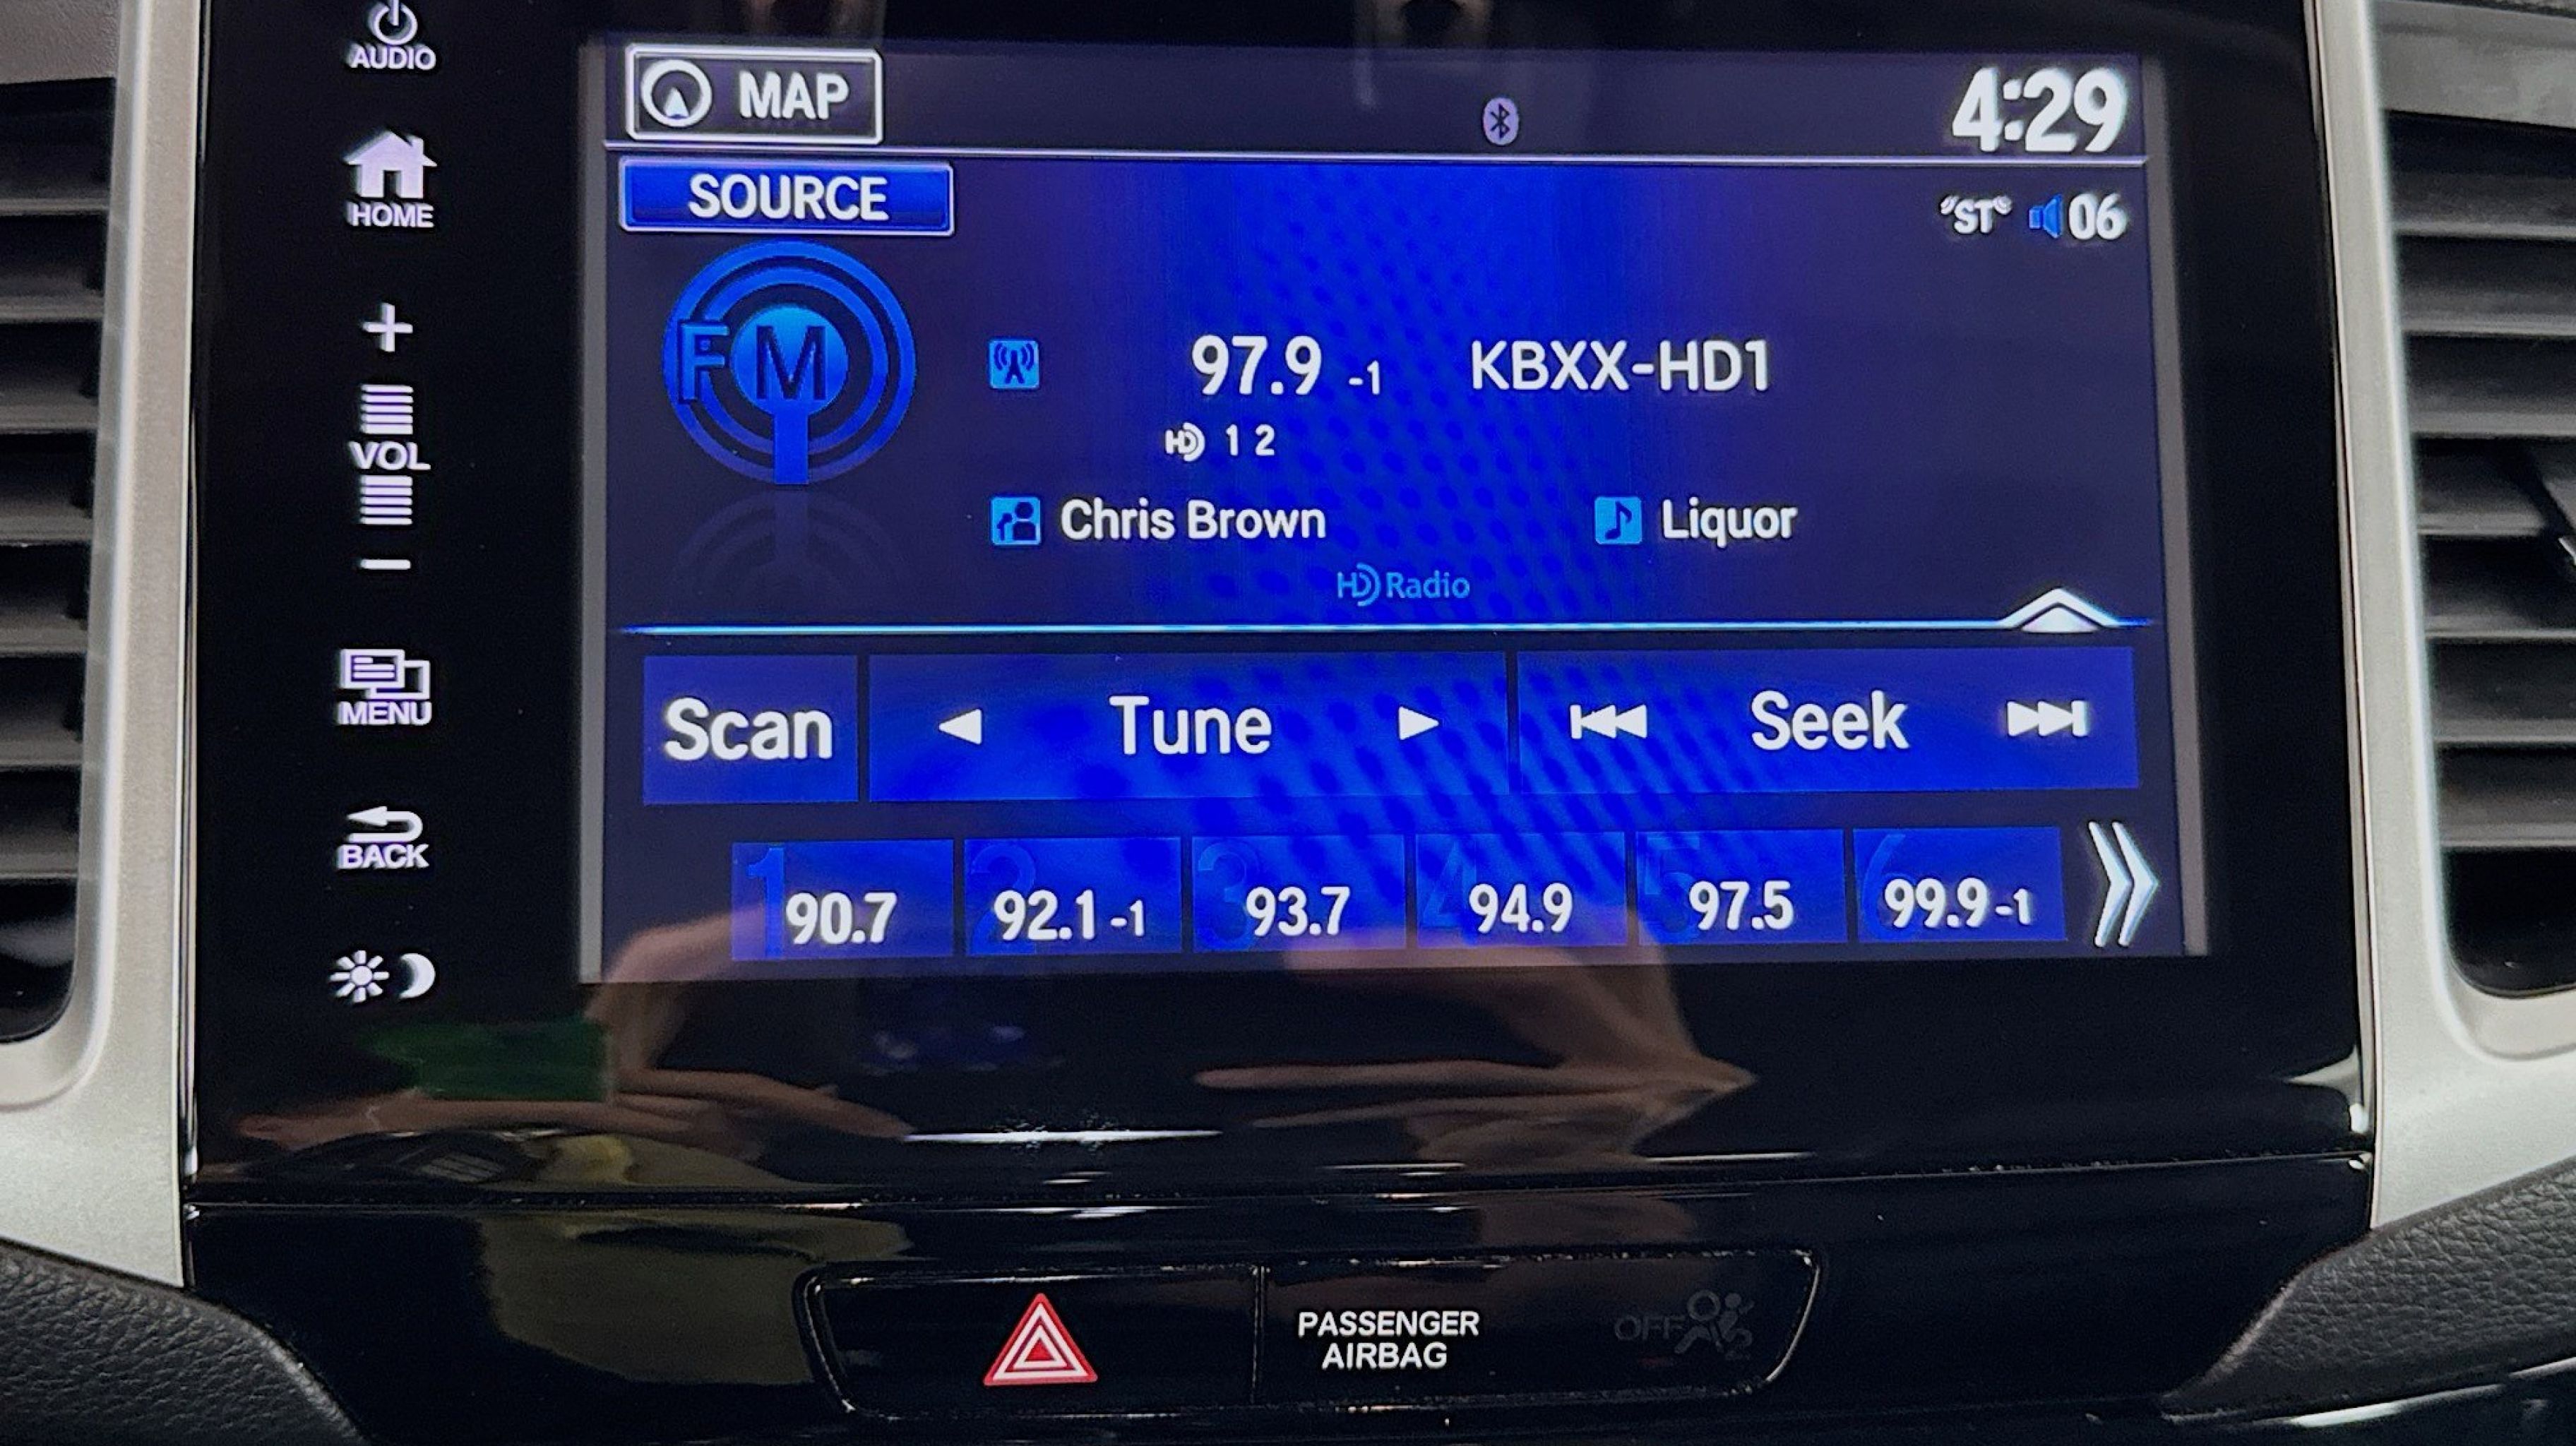 AUDIO
HOME
+
VOL
−
MENU
BACK
MAP
4:29
SOURCE
"ST" 06
FM
97.9 -1 KBXX-HD1
HD 1 2
Chris Brown Liquor
HD Radio
Scan ◀ Tune ▶ Seek
1 90.7 2 92.1-1 3 93.7 4 94.9 5 97.5 6 99.9-1
PASSENGER
AIRBAG
OFF